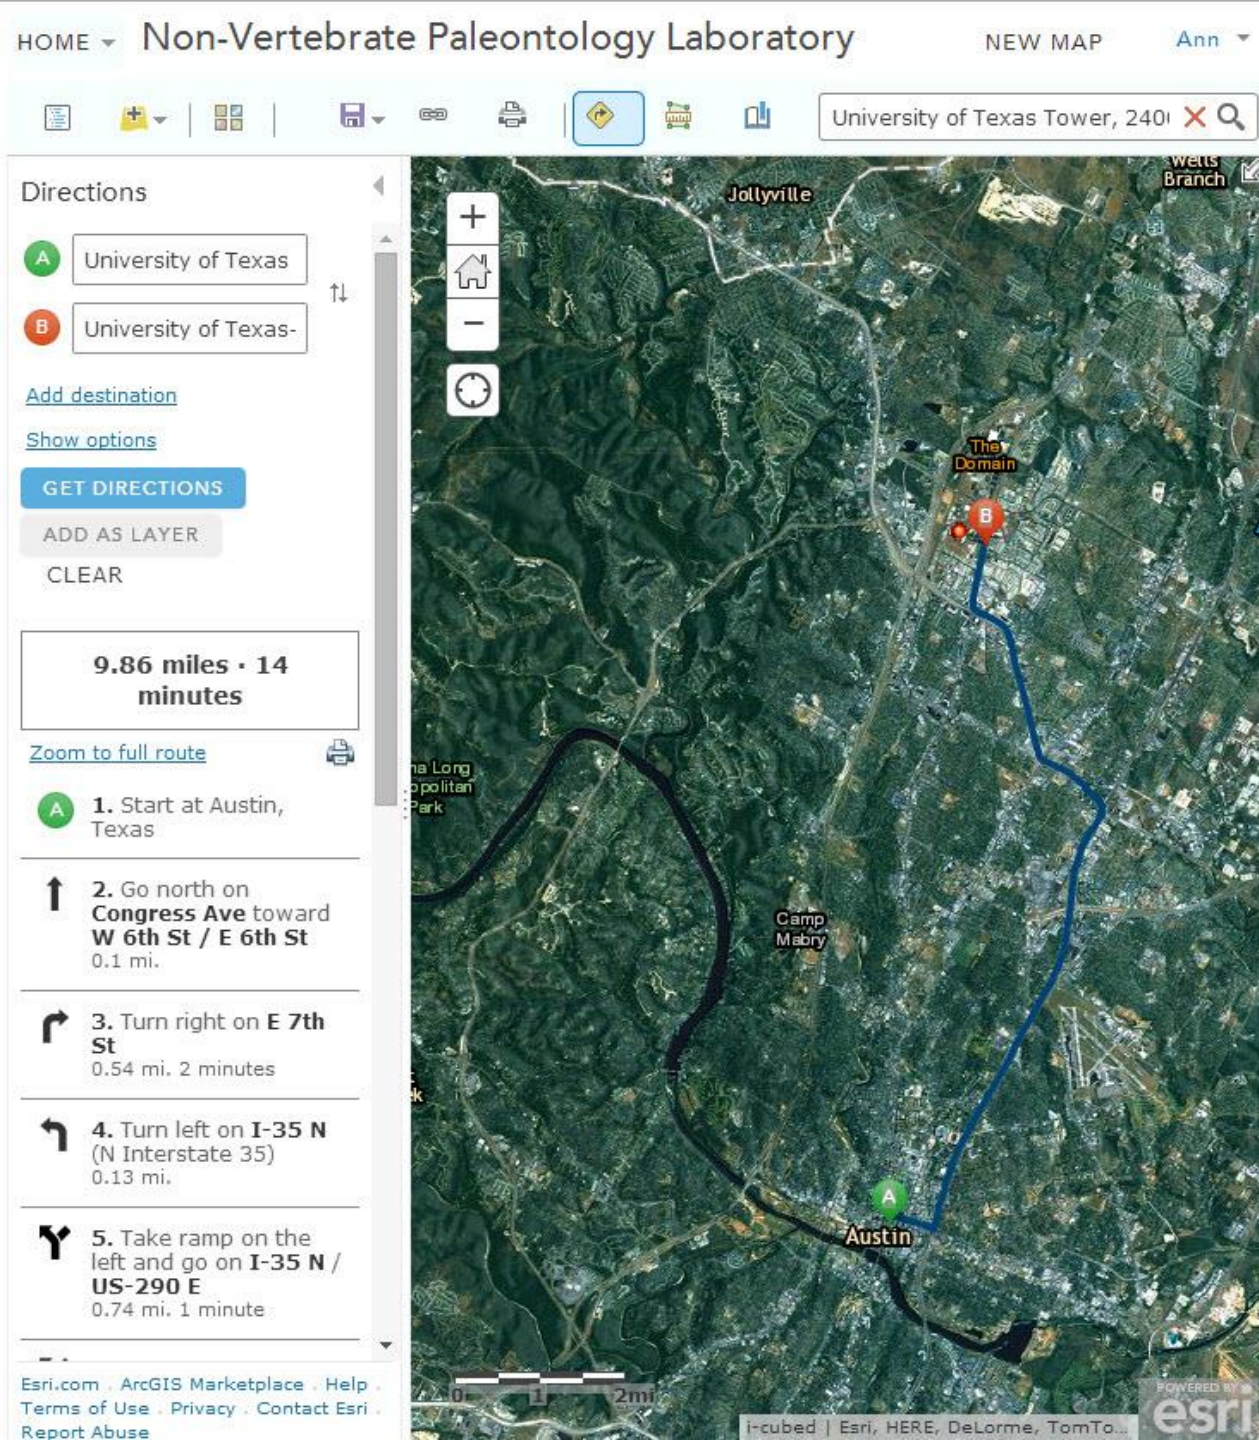 HOME
Non-Vertebrate Paleontology Laboratory
NEW MAP
Ann
University of Texas Tower, 240
Directions
A
University of Texas
B
University of Texas-
Add destination
Show options
GET DIRECTIONS
ADD AS LAYER
CLEAR
9.86 miles · 14
minutes
Zoom to full route
A
1. Start at Austin,
Texas
2. Go north on
Congress Ave toward
W 6th St / E 6th St
0.1 mi.
3. Turn right on E 7th
St
0.54 mi. 2 minutes
4. Turn left on I-35 N
(N Interstate 35)
0.13 mi.
5. Take ramp on the
left and go on I-35 N /
US-290 E
0.74 mi. 1 minute
Esri.com . ArcGIS Marketplace . Help .
Terms of Use . Privacy . Contact Esri .
Report Abuse
Wells
Branch
Jollyville
The
Domain
B
na Long
opolitan
Park
Camp
Mabry
k
A
Austin
0 1 2mi
i-cubed | Esri, HERE, DeLorme, TomTo...
POWERED BY
esri